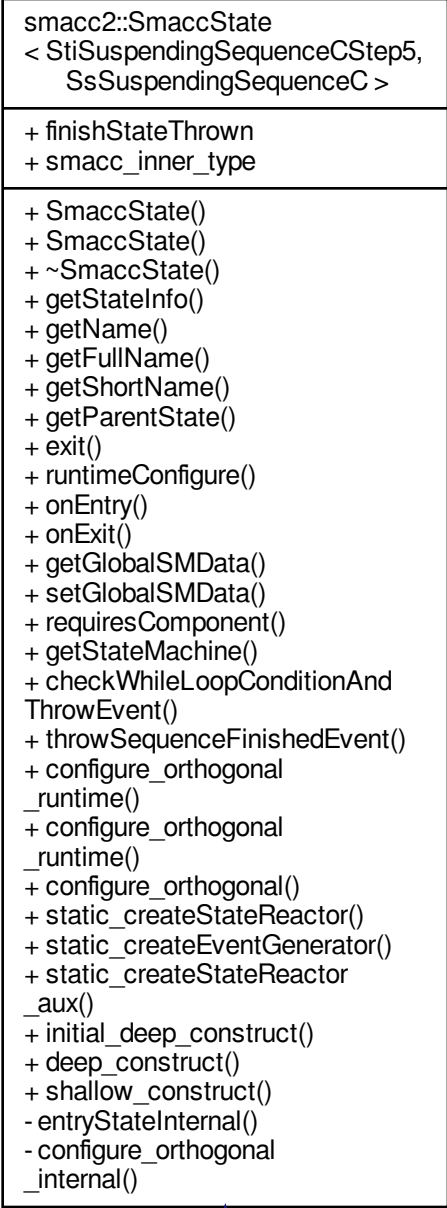 smacc2::SmaccState
< StiSuspendingSequenceCStep5,
SsSuspendingSequenceC >
+ finishStateThrown
+ smacc_inner_type
+ SmaccState()
+ SmaccState()
+ ~SmaccState()
+ getStateInfo()
+ getName()
+ getFullName()
+ getShortName()
+ getParentState()
+ exit()
+ runtimeConfigure()
+ onEntry()
+ onExit()
+ getGlobalSMData()
+ setGlobalSMData()
+ requiresComponent()
+ getStateMachine()
+ checkWhileLoopConditionAnd
ThrowEvent()
+ throwSequenceFinishedEvent()
+ configure_orthogonal
_runtime()
+ configure_orthogonal
_runtime()
+ configure_orthogonal()
+ static_createStateReactor()
+ static_createEventGenerator()
+ static_createStateReactor
_aux()
+ initial_deep_construct()
+ deep_construct()
+ shallow_construct()
- entryStateInternal()
- configure_orthogonal
_internal()